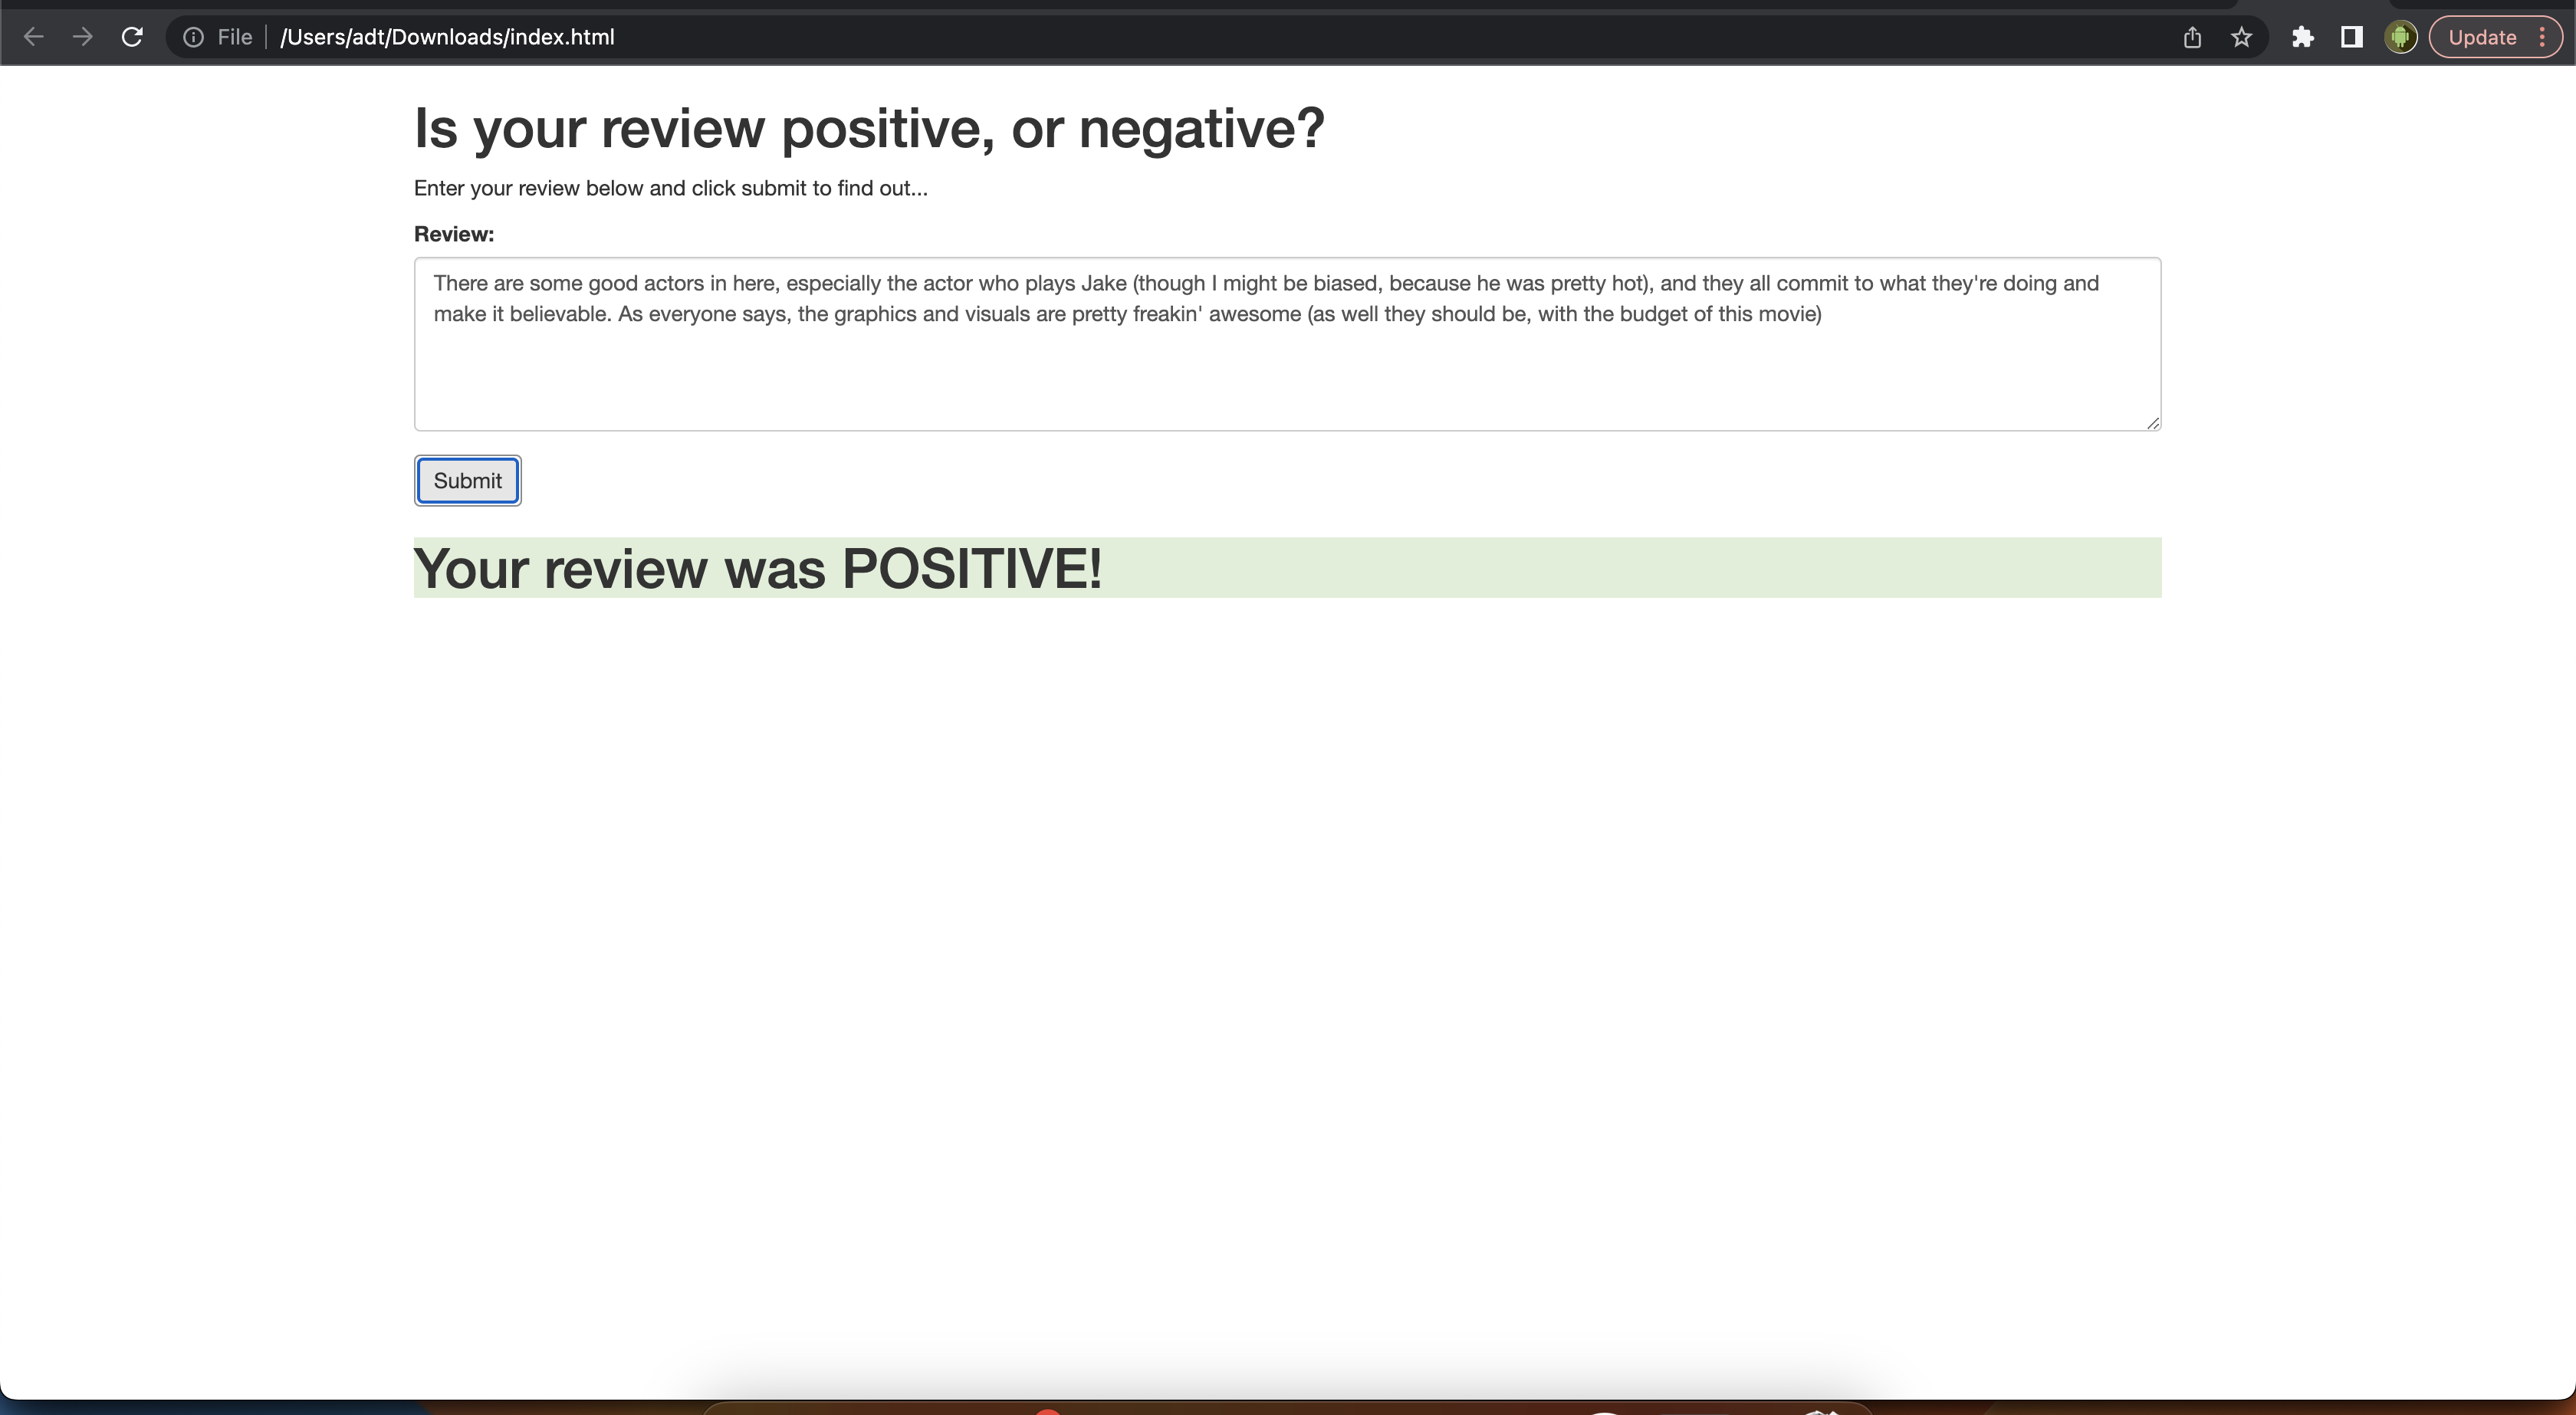 File
/Users/adt/Downloads/index.html
Update
Is your review positive, or negative?
Enter your review below and click submit to find out...
Review:
There are some good actors in here, especially the actor who plays Jake (though I might be biased, because he was pretty hot), and they all commit to what they're doing and
make it believable. As everyone says, the graphics and visuals are pretty freakin' awesome (as well they should be, with the budget of this movie)
Submit
Your review was POSITIVE!